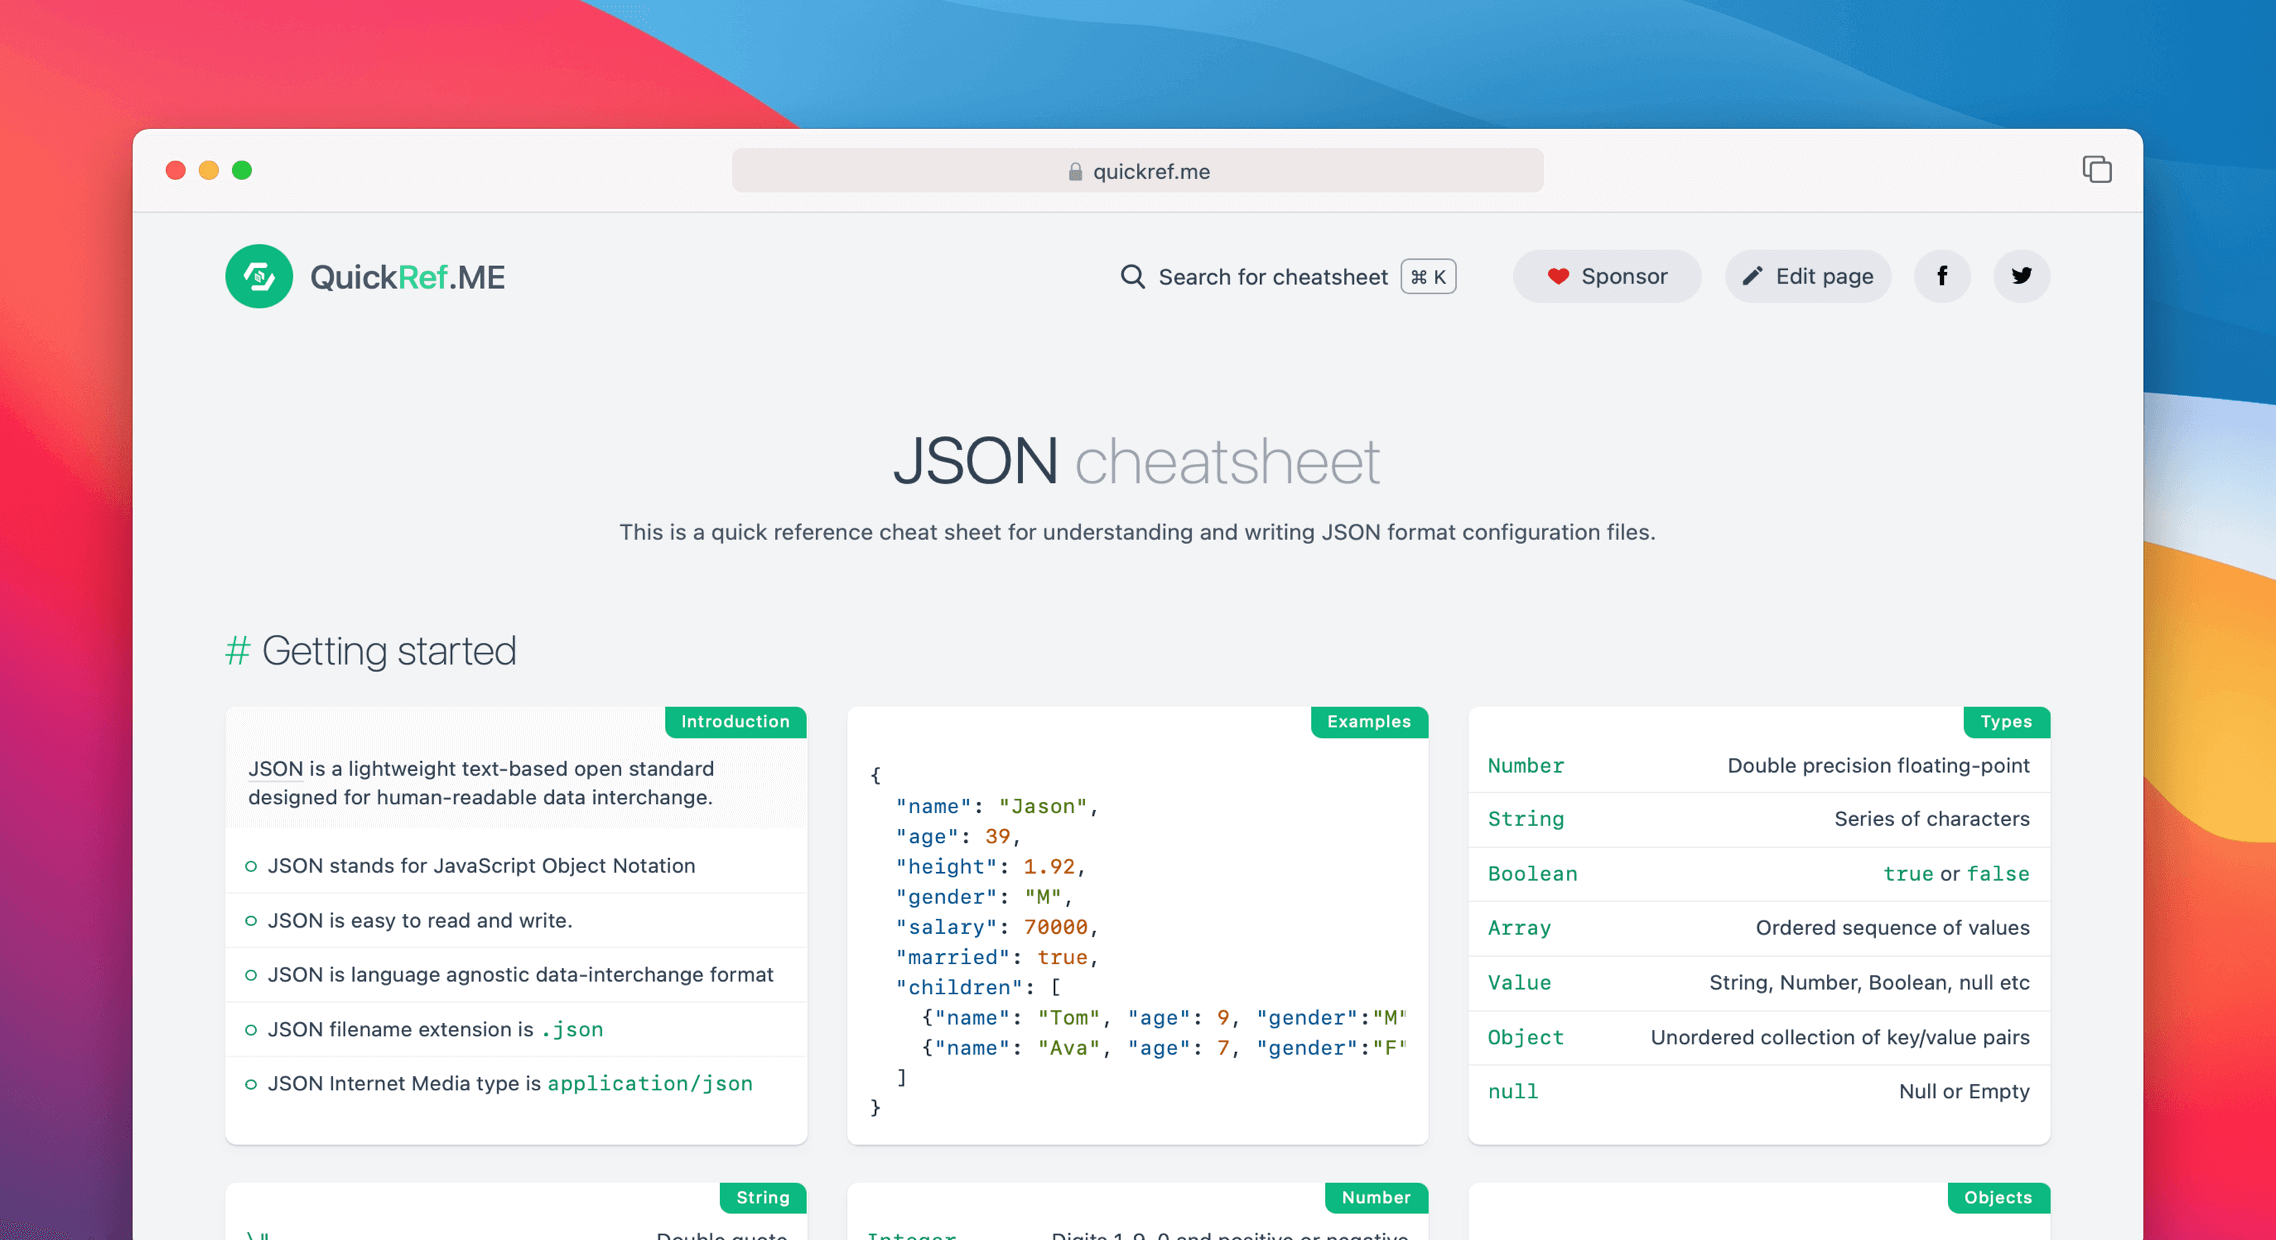 quickref.me
QuickRef.ME
Search for cheatsheet ⌘ K
Sponsor
Edit page
JSON cheatsheet
This is a quick reference cheat sheet for understanding and writing JSON format configuration files.
# Getting started
Introduction
JSON is a lightweight text-based open standard
designed for human-readable data interchange.
JSON stands for JavaScript Object Notation
JSON is easy to read and write.
JSON is language agnostic data-interchange format
JSON filename extension is .json
JSON Internet Media type is application/json
Examples
{
"name": "Jason",
"age": 39,
"height": 1.92,
"gender": "M",
"salary": 70000,
"married": true,
"children": [
{"name": "Tom", "age": 9, "gender":"M"
{"name": "Ava", "age": 7, "gender":"F"
]
}
Types
Number Double precision floating-point
String Series of characters
Boolean true or false
Array Ordered sequence of values
Value String, Number, Boolean, null etc
Object Unordered collection of key/value pairs
null Null or Empty
String
\" Double quote
Number
Integer Digits 1-9, 0 and positive or negative
Objects